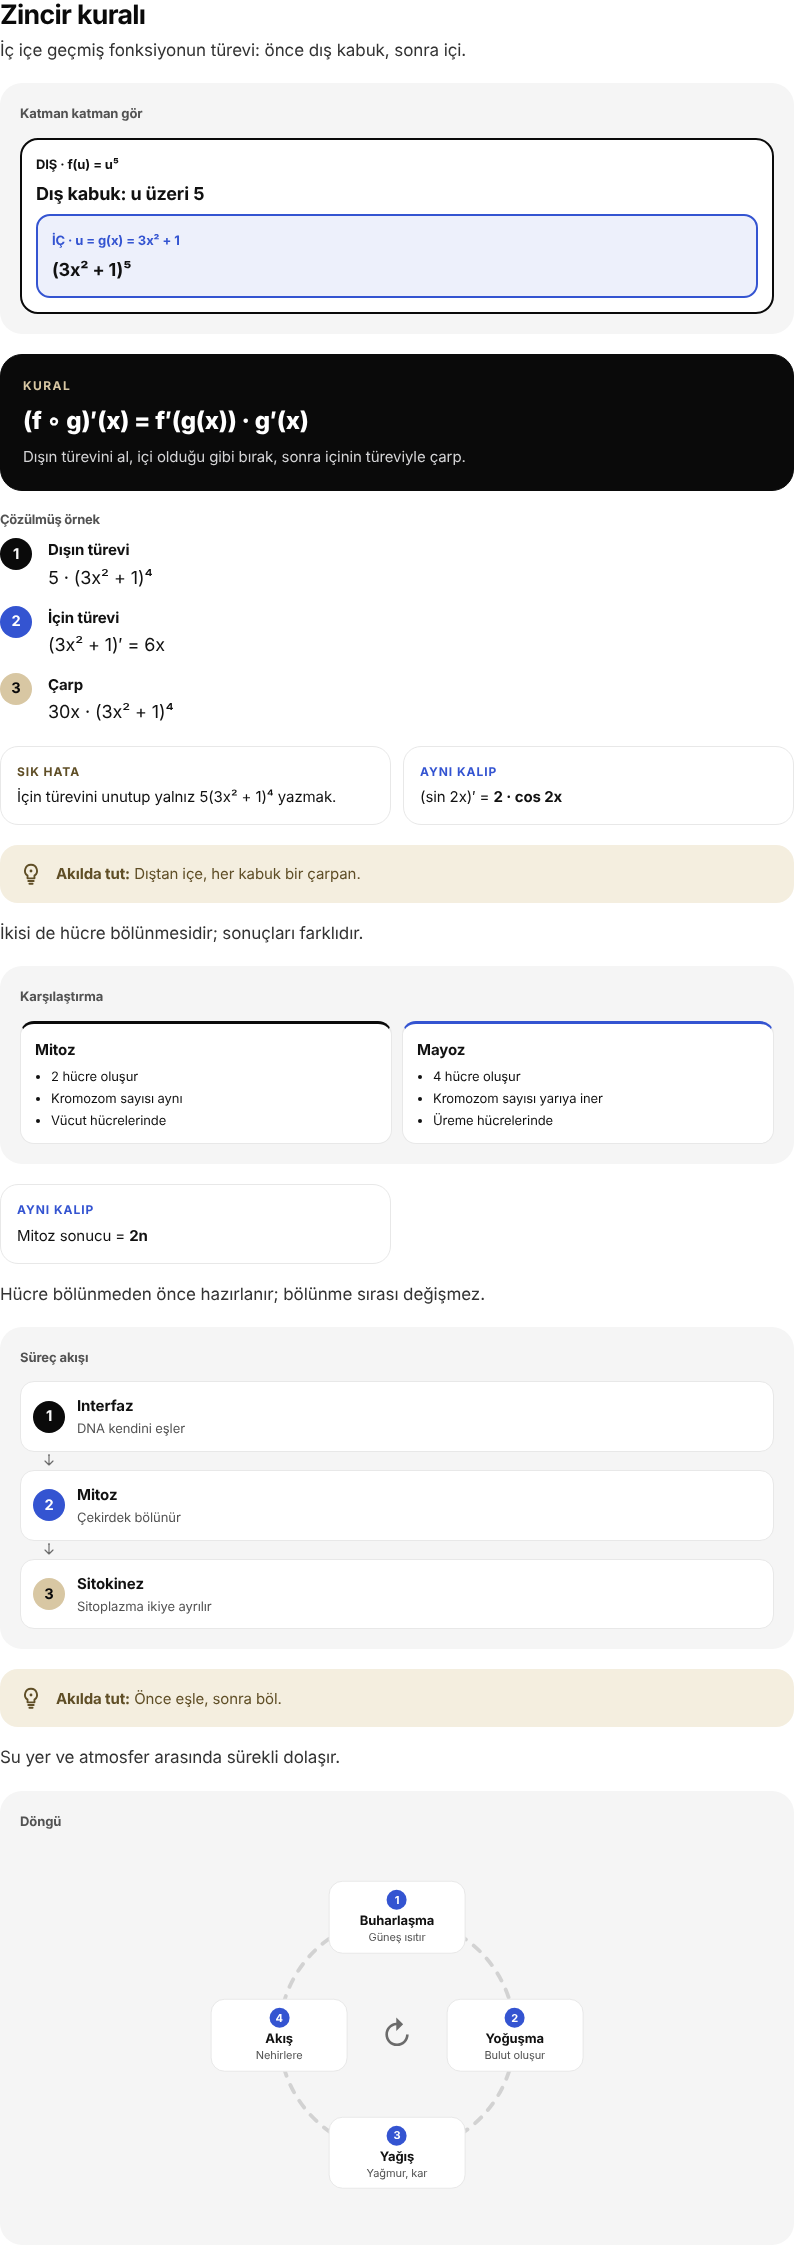 Zincir kuralı
İç içe geçmiş fonksiyonun türevi: önce dış kabuk, sonra içi.
Katman katman gör
DIŞ · f(u) = u⁵
Dış kabuk: u üzeri 5
İÇ · u = g(x) = 3x² + 1
(3x² + 1)⁵
KURAL
(f ∘ g)′(x) = f′(g(x)) · g′(x)
Dışın türevini al, içi olduğu gibi bırak, sonra içinin türeviyle çarp.
Çözülmüş örnek
1 Dışın türevi
5 · (3x² + 1)⁴
2 İçin türevi
(3x² + 1)′ = 6x
3 Çarp
30x · (3x² + 1)⁴
SIK HATA
İçin türevini unutup yalnız 5(3x² + 1)⁴ yazmak.
AYNI KALIP
(sin 2x)′ = 2 · cos 2x
Akılda tut: Dıştan içe, her kabuk bir çarpan.
İkisi de hücre bölünmesidir; sonuçları farklıdır.
Karşılaştırma
Mitoz
• 2 hücre oluşur
• Kromozom sayısı aynı
• Vücut hücrelerinde
Mayoz
• 4 hücre oluşur
• Kromozom sayısı yarıya iner
• Üreme hücrelerinde
AYNI KALIP
Mitoz sonucu = 2n
Hücre bölünmeden önce hazırlanır; bölünme sırası değişmez.
Süreç akışı
1 Interfaz
DNA kendini eşler
↓
2 Mitoz
Çekirdek bölünür
↓
3 Sitokinez
Sitoplazma ikiye ayrılır
Akılda tut: Önce eşle, sonra böl.
Su yer ve atmosfer arasında sürekli dolaşır.
Döngü
1
Buharlaşma
Güneş ısıtır
2
Yoğuşma
Bulut oluşur
3
Yağış
Yağmur, kar
4
Akış
Nehirlere